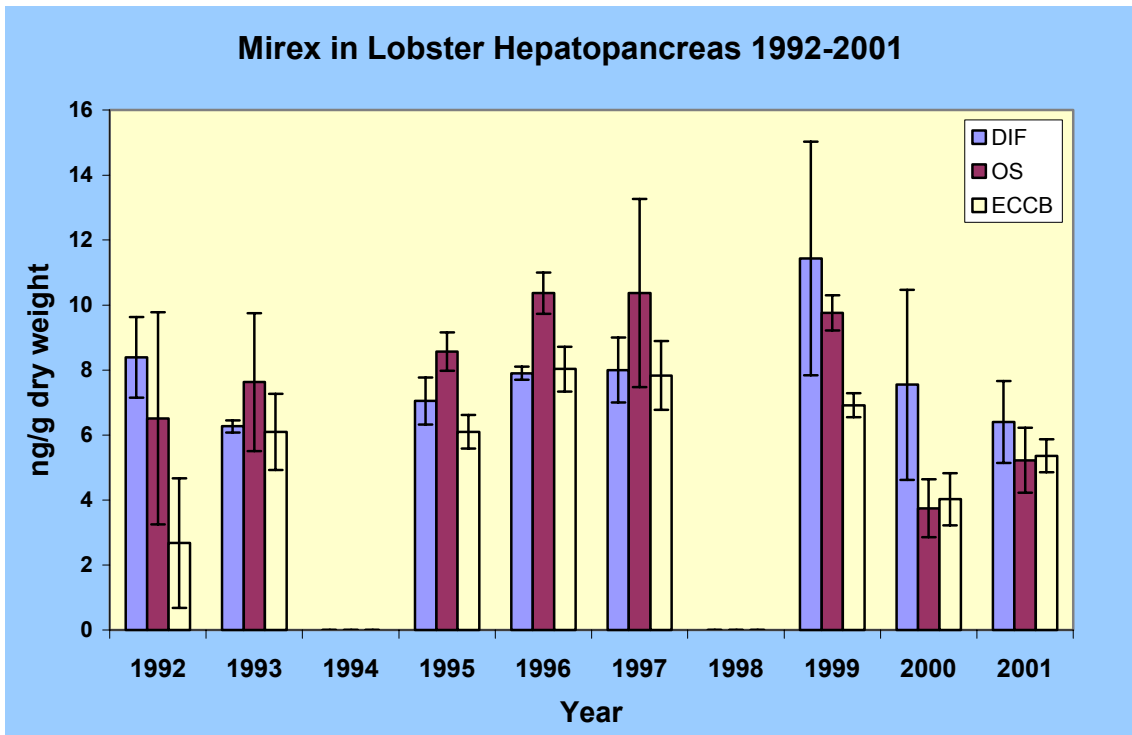 Mirex in Lobster Hepatopancreas 1992-2001
16
14
12
10
8
6
4
2
0
ng/g dry weight
DIF
OS
ECCB
1992 1993 1994 1995 1996 1997 1998 1999 2000 2001
Year